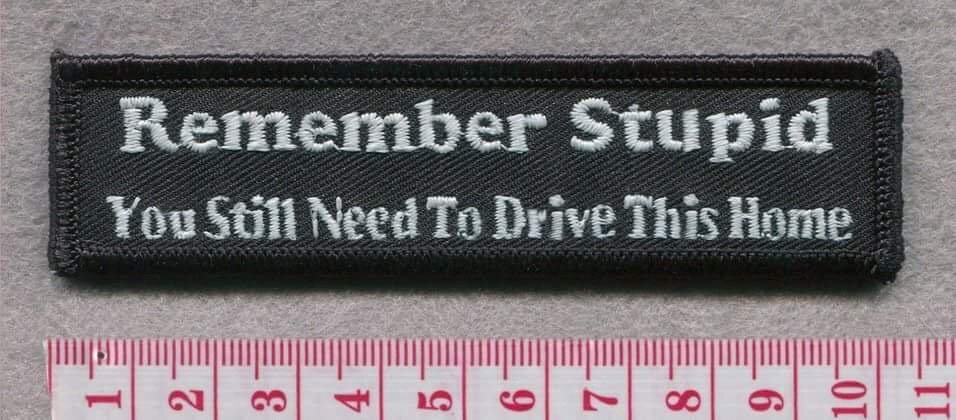 Remember Stupid
You Still Need To Drive This Home
1 2 3 4 5 6 7 8 9 10 11